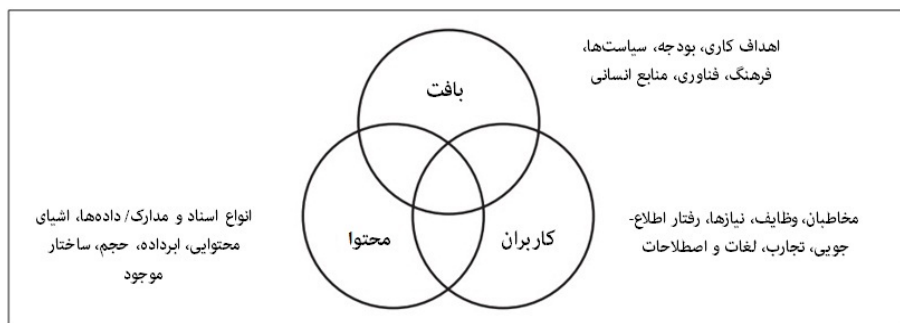 اهداف کاری، بودجه، سیاست‌ها،
فرهنگ، فناوری، منابع انسانی
بافت
مخاطبان، وظایف، نیازها، رفتار اطلاع-
جویی، تجارب، لغات و اصطلاحات
کاربران
محتوا
انواع اسناد و مدارک/ داده‌ها، اشیای
محتوایی، ابرداده، حجم، ساختار
موجود